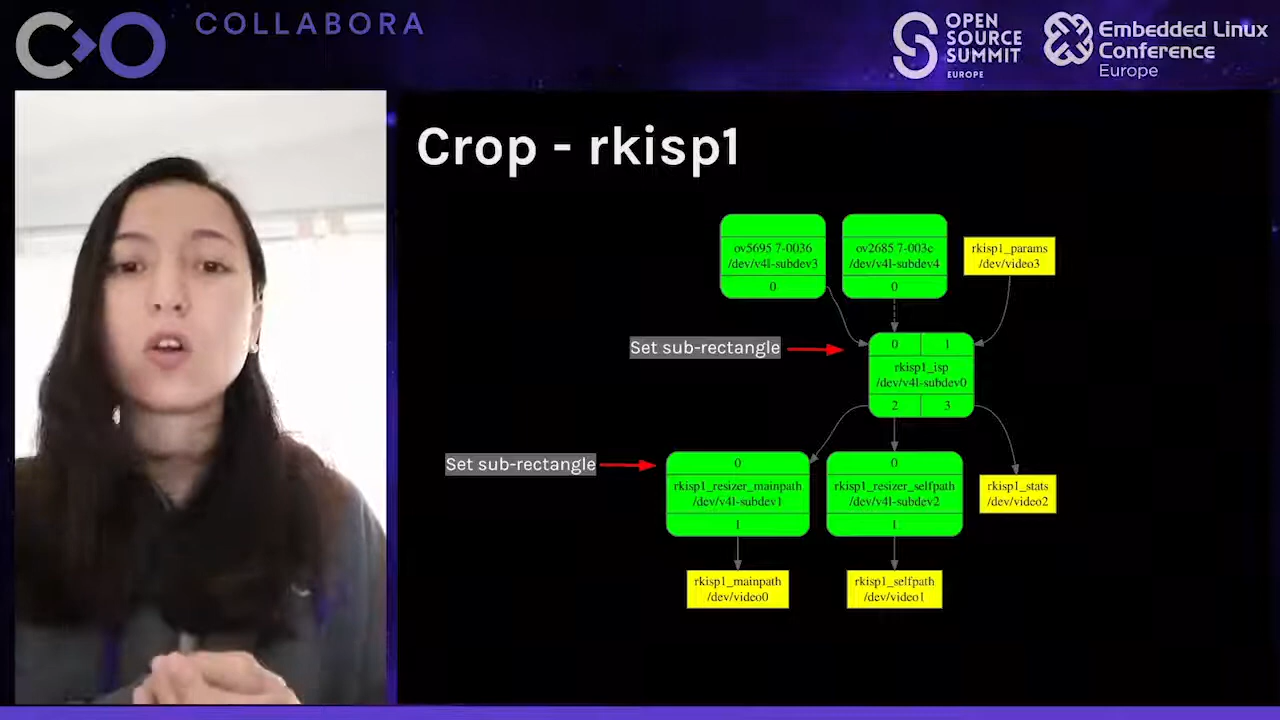 COLLABORA
OPEN
SOURCE
SUMMIT
EUROPE
Embedded Linux
Conference
Europe
Crop - rkisp1
ov5695 7-0036
/dev/v4l-subdev3
0
ov2685 7-003c
/dev/v4l-subdev4
0
rkisp1_params
/dev/video3
Set sub-rectangle
0 1
rkisp1_isp
/dev/v4l-subdev0
2 3
Set sub-rectangle
0
rkisp1_resizer_mainpath
/dev/v4l-subdev1
1
0
rkisp1_resizer_selfpath
/dev/v4l-subdev2
1
rkisp1_stats
/dev/video2
rkisp1_mainpath
/dev/video0
rkisp1_selfpath
/dev/video1